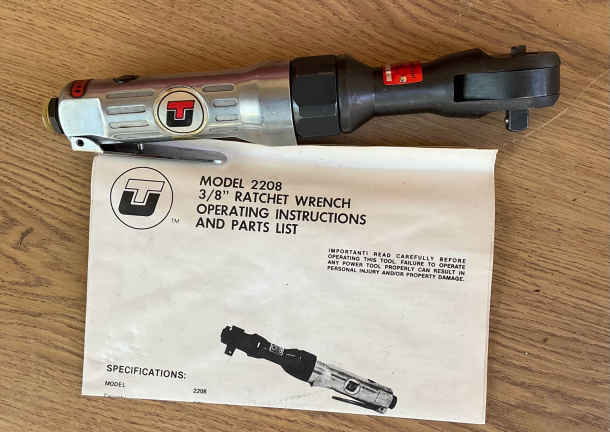 MODEL 2208
3/8" RATCHET WRENCH
OPERATING INSTRUCTIONS
AND PARTS LIST
TM
IMPORTANT! READ CAREFULLY BEFORE
OPERATING THIS TOOL. FAILURE TO OPERATE
ANY POWER TOOL PROPERLY CAN RESULT IN
PERSONAL INJURY AND/OR PROPERTY DAMAGE.
SPECIFICATIONS:
MODEL 2208